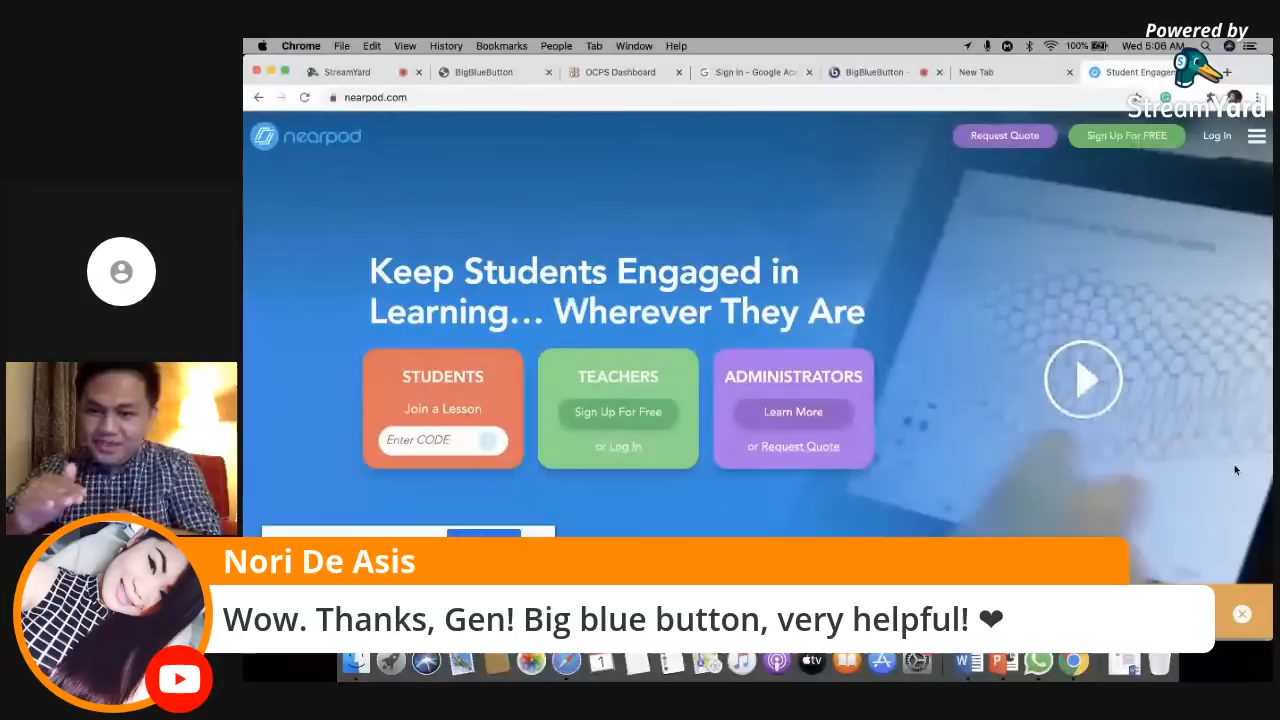 Powered by
StreamYard
Chrome File Edit View History Bookmarks People Tab Window Help
100% Wed 5:06 AM
StreamYard
BigBlueButton
OCPS Dashboard
Sign in - Google Acc
BigBlueButton -
New Tab
Student Engagem
nearpod.com
nearpod
Request Quote
Sign Up For FREE
Log In
Keep Students Engaged in
Learning... Wherever They Are
STUDENTS
Join a Lesson
Enter CODE
TEACHERS
Sign Up For Free
or Log In
ADMINISTRATORS
Learn More
or Request Quote
Nori De Asis
Wow. Thanks, Gen! Big blue button, very helpful! ❤
1
tv